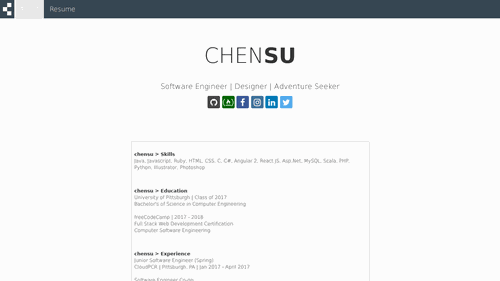 Resume
CHENSU
Software Engineer | Designer | Adventure Seeker
chensu > Skills
Java, Javascript, Ruby, HTML, CSS, C, C#, Angular 2, React JS, Asp.Net, MySQL, Scala, PHP,
Python, Illustrator, Photoshop
chensu > Education
University of Pittsburgh | Class of 2017
Bachelor's of Science in Computer Engineering
freeCodeCamp | 2017 - 2018
Full Stack Web Development Certification
Computer Software Engineering
chensu > Experience
Junior Software Engineer (Spring)
CloudPCR | Pittsburgh, PA | Jan 2017 - April 2017
Software Engineer Co-op